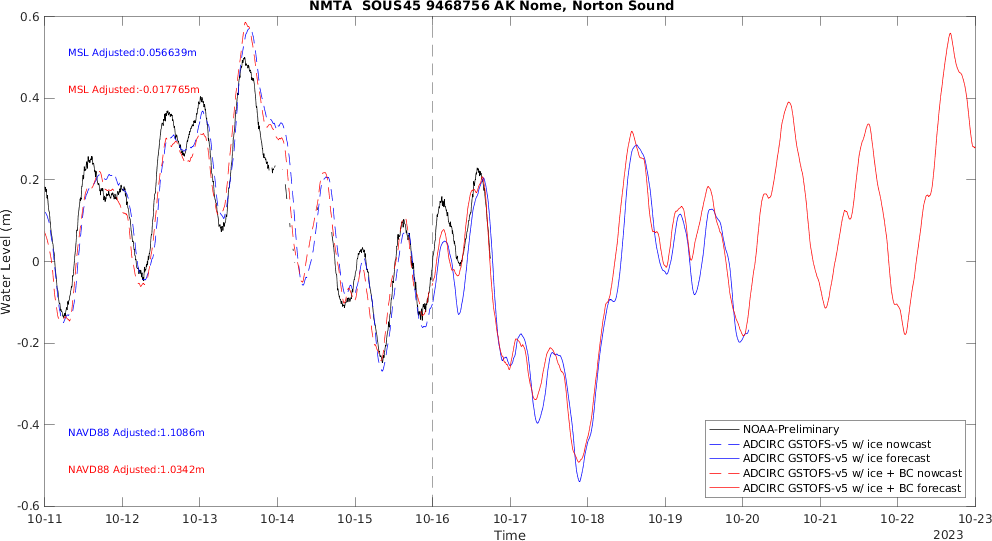 NMTA SOUS45 9468756 AK Nome, Norton Sound
MSL Adjusted:0.056639m
MSL Adjusted:-0.017765m
NAVD88 Adjusted:1.1086m
NAVD88 Adjusted:1.0342m
Water Level (m)
0.6
0.4
0.2
0
-0.2
-0.4
-0.6
NOAA-Preliminary
ADCIRC GSTOFS-v5 w/ ice nowcast
ADCIRC GSTOFS-v5 w/ ice forecast
ADCIRC GSTOFS-v5 w/ ice + BC nowcast
ADCIRC GSTOFS-v5 w/ ice + BC forecast
10-11 10-12 10-13 10-14 10-15 10-16 10-17 10-18 10-19 10-20 10-21 10-22 10-23
Time
2023